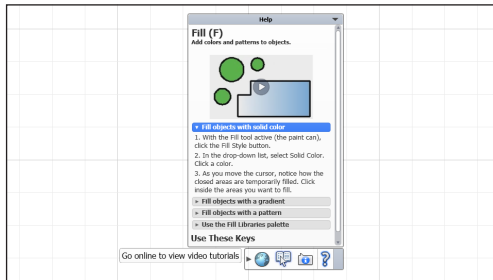 Help
Fill (F)
Add colors and patterns to objects.
Fill objects with solid color
1. With the Fill tool active (the paint can),
click the Fill Style button.
2. In the drop-down list, select Solid Color.
Click a color.
3. As you move the cursor, notice how the
closed areas are temporarily filled. Click
inside the areas you want to fill.
Fill objects with a gradient
Fill objects with a pattern
Use the Fill Libraries palette
Use These Keys
Go online to view video tutorials